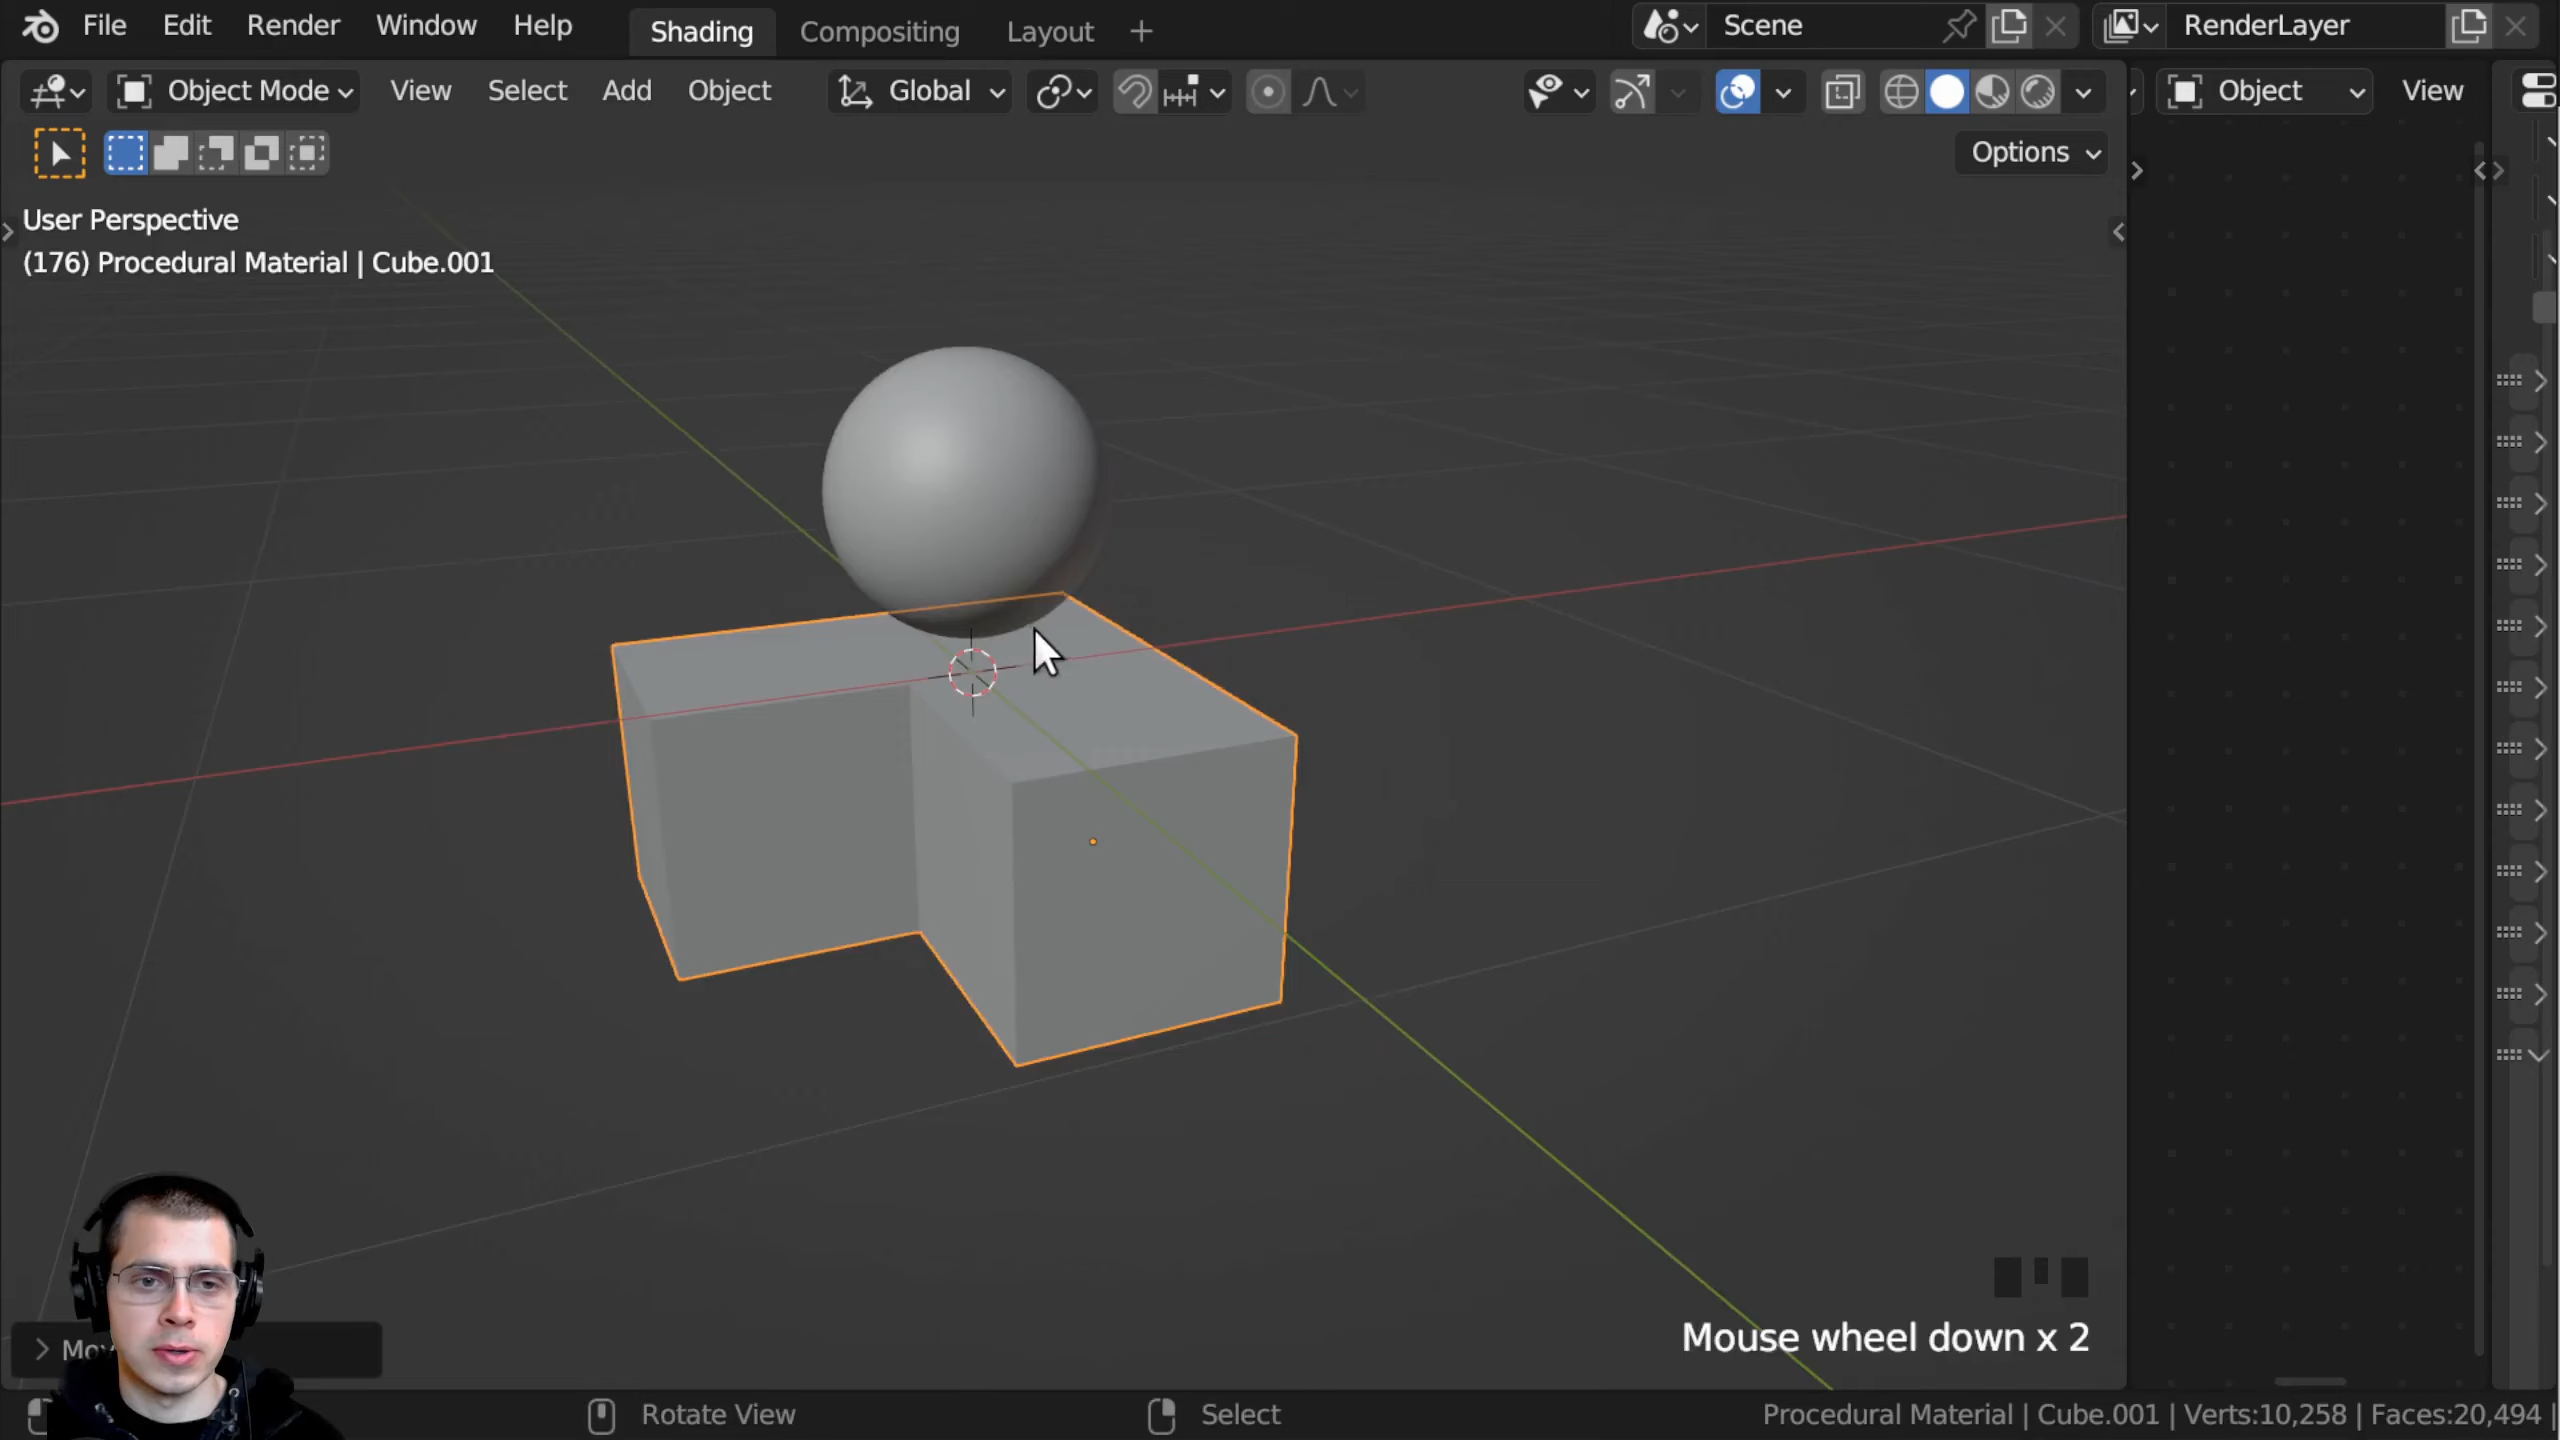 File Edit Render Window Help Shading Compositing Layout + Scene RenderLayer
Object Mode View Select Add Object Global Object View
Options
User Perspective
(176) Procedural Material | Cube.001
Mouse wheel down x 2
Rotate View Select Procedural Material | Cube.001 | Verts:10,258 | Faces:20,494 |